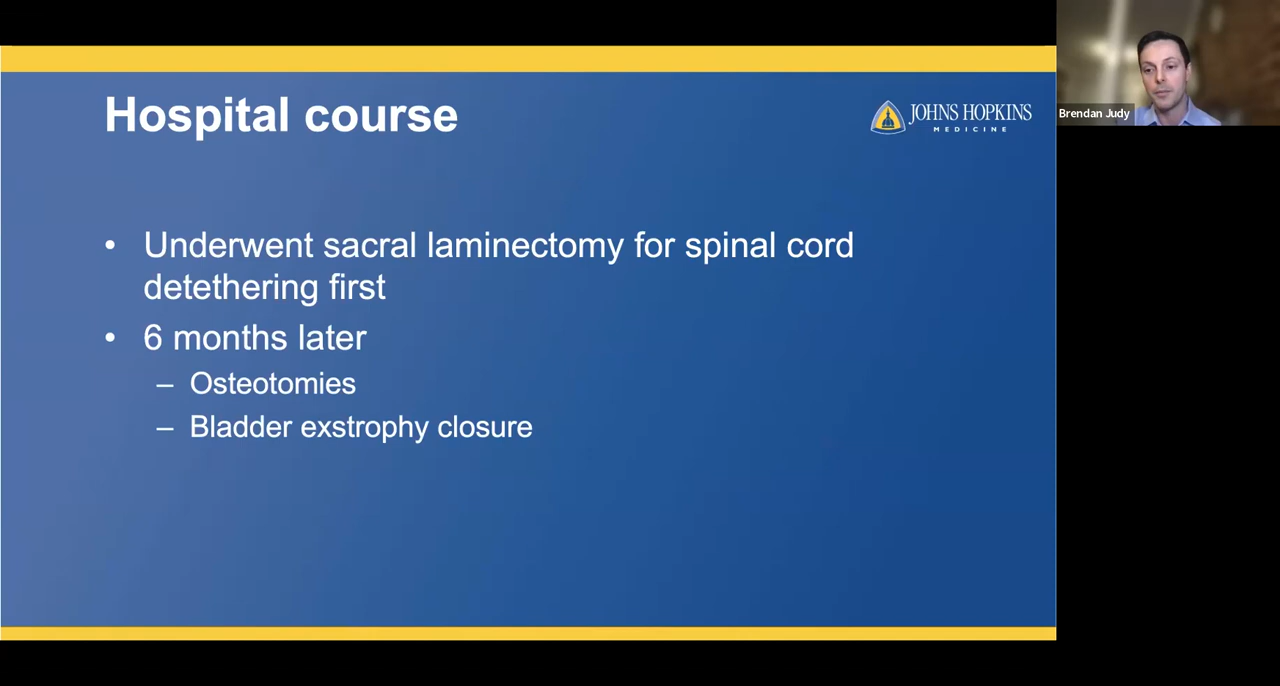 Hospital course
JOHNS HOPKINS
MEDICINE
• Underwent sacral laminectomy for spinal cord
detethering first
• 6 months later
– Osteotomies
– Bladder exstrophy closure
Brendan Judy